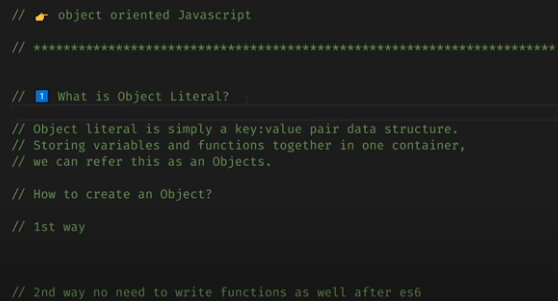 // 👉 object oriented Javascript
// **********************************************************************
// 1️⃣ What is Object Literal?
// Object literal is simply a key:value pair data structure.
// Storing variables and functions together in one container,
// we can refer this as an Objects.
// How to create an Object?
// 1st way
// 2nd way no need to write functions as well after es6